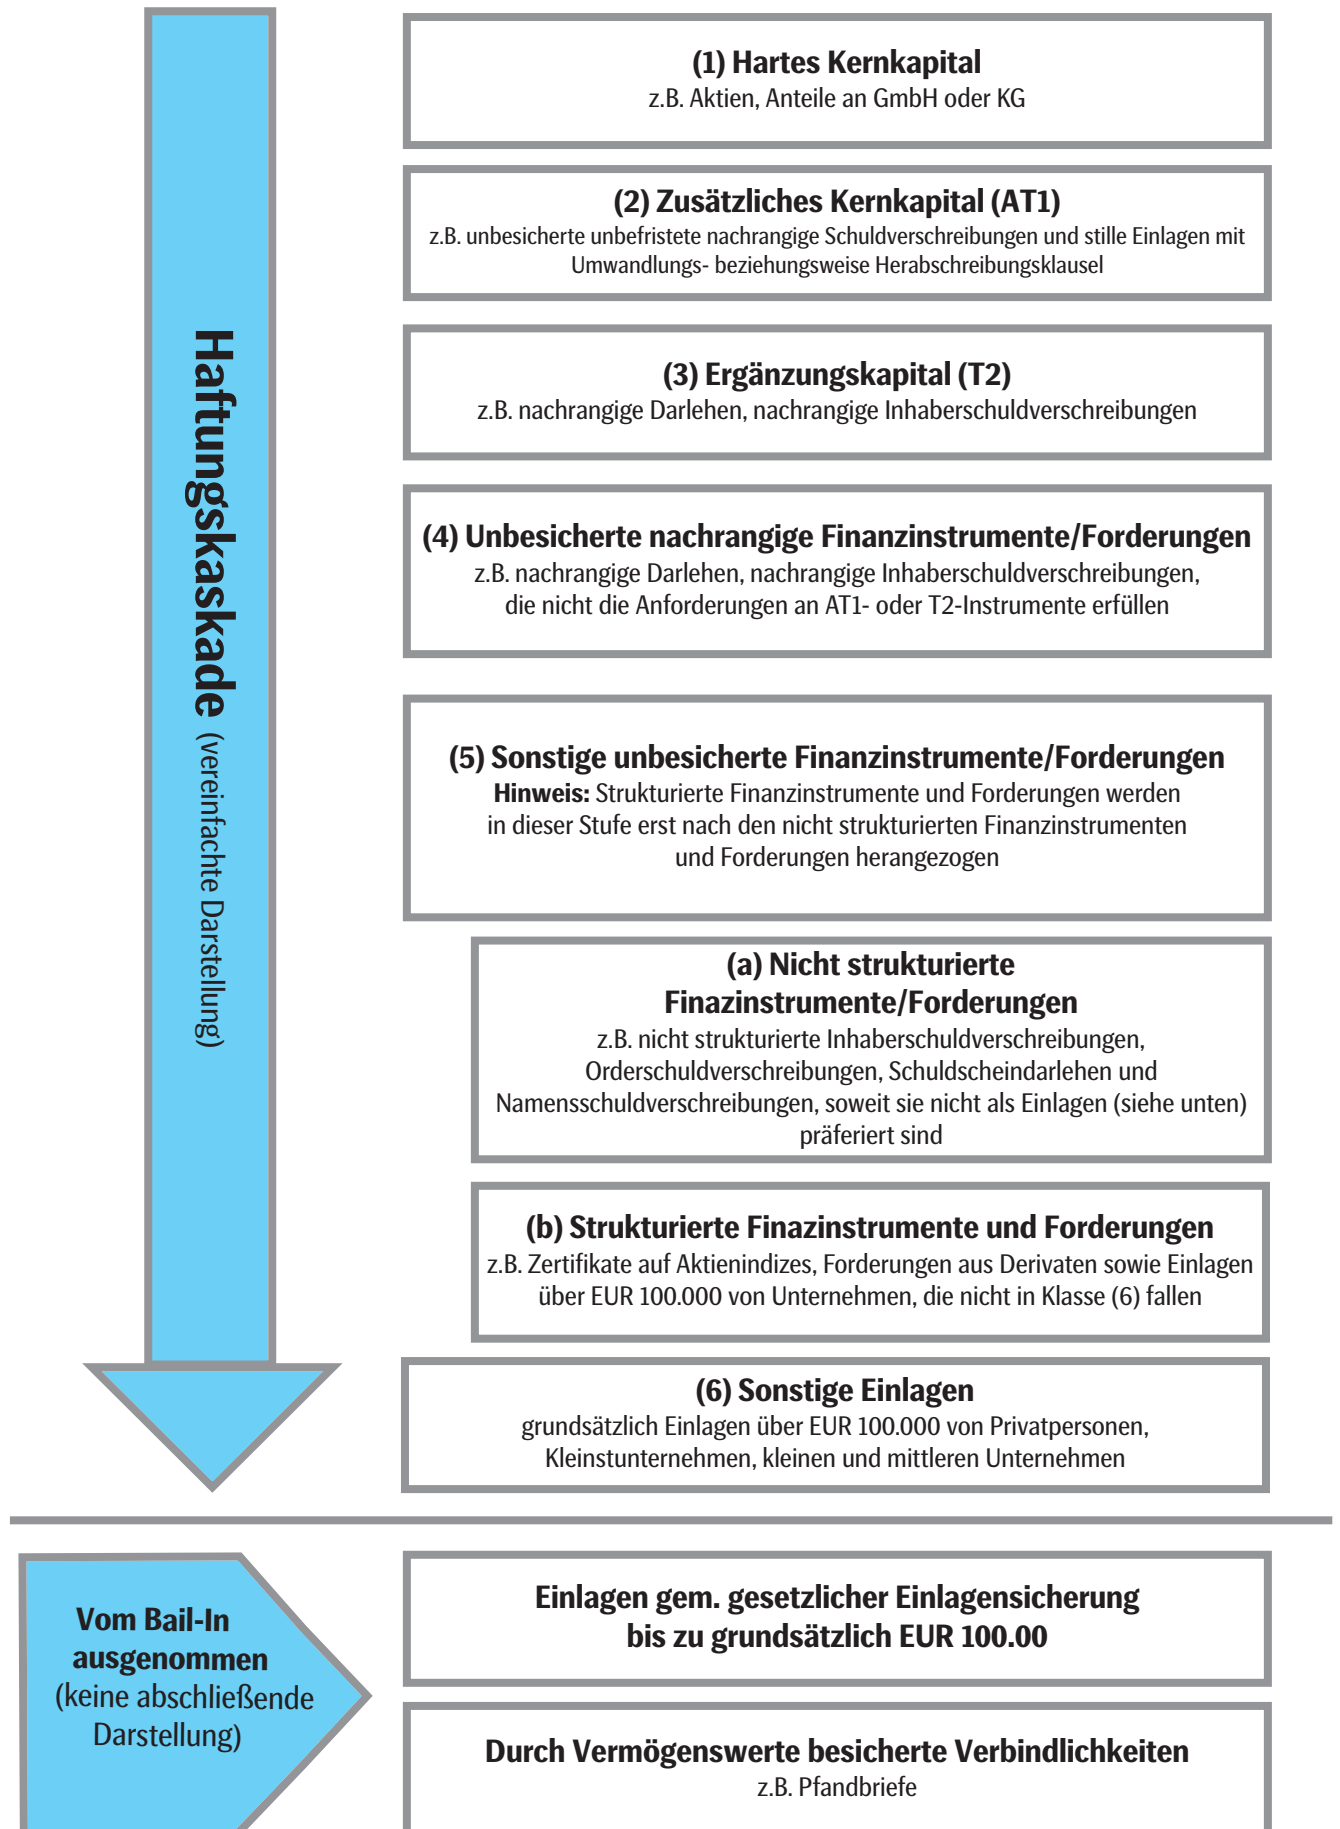 Haftungskaskade (vereinfachte Darstellung)
(1) Hartes Kernkapital
z.B. Aktien, Anteile an GmbH oder KG
(2) Zusätzliches Kernkapital (AT1)
z.B. unbesicherte unbefristete nachrangige Schuldverschreibungen und stille Einlagen mit
Umwandlungs- beziehungsweise Herabschreibungsklausel
(3) Ergänzungskapital (T2)
z.B. nachrangige Darlehen, nachrangige Inhaberschuldverschreibungen
(4) Unbesicherte nachrangige Finanzinstrumente/Forderungen
z.B. nachrangige Darlehen, nachrangige Inhaberschuldverschreibungen,
die nicht die Anforderungen an AT1- oder T2-Instrumente erfüllen
(5) Sonstige unbesicherte Finanzinstrumente/Forderungen
Hinweis: Strukturierte Finanzinstrumente und Forderungen werden
in dieser Stufe erst nach den nicht strukturierten Finanzinstrumenten
und Forderungen herangezogen
(a) Nicht strukturierte
Finazinstrumente/Forderungen
z.B. nicht strukturierte Inhaberschuldverschreibungen,
Orderschuldverschreibungen, Schuldscheindarlehen und
Namensschuldverschreibungen, soweit sie nicht als Einlagen (siehe unten)
präferiert sind
(b) Strukturierte Finazinstrumente und Forderungen
z.B. Zertifikate auf Aktienindizes, Forderungen aus Derivaten sowie Einlagen
über EUR 100.000 von Unternehmen, die nicht in Klasse (6) fallen
(6) Sonstige Einlagen
grundsätzlich Einlagen über EUR 100.000 von Privatpersonen,
Kleinstunternehmen, kleinen und mittleren Unternehmen
Vom Bail-In
ausgenommen
(keine abschließende
Darstellung)
Einlagen gem. gesetzlicher Einlagensicherung
bis zu grundsätzlich EUR 100.00
Durch Vermögenswerte besicherte Verbindlichkeiten
z.B. Pfandbriefe